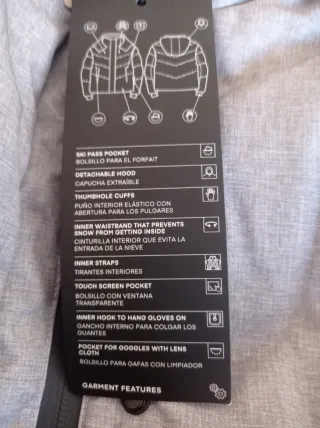 SKI PASS POCKET
BOLSILLO PARA EL FORFAIT
DETACHABLE HOOD
CAPUCHA EXTRAÍBLE
THUMBHOLE CUFFS
PUÑO INTERIOR ELÁSTICO CON
ABERTURA PARA LOS PULGARES
INNER WAISTBAND THAT PREVENTS
SNOW FROM GETTING INSIDE
CINTURILLA INTERIOR QUE EVITA LA
ENTRADA DE LA NIEVE
INNER STRAPS
TIRANTES INTERIORES
TOUCH SCREEN POCKET
BOLSILLO CON VENTANA
TRANSPARENTE
INNER HOOK TO HANG GLOVES ON
GANCHO INTERNO PARA COLGAR LOS
GUANTES
POCKET FOR GOGGLES WITH LENS
CLOTH
BOLSILLO PARA GAFAS CON LIMPIADOR
GARMENT FEATURES